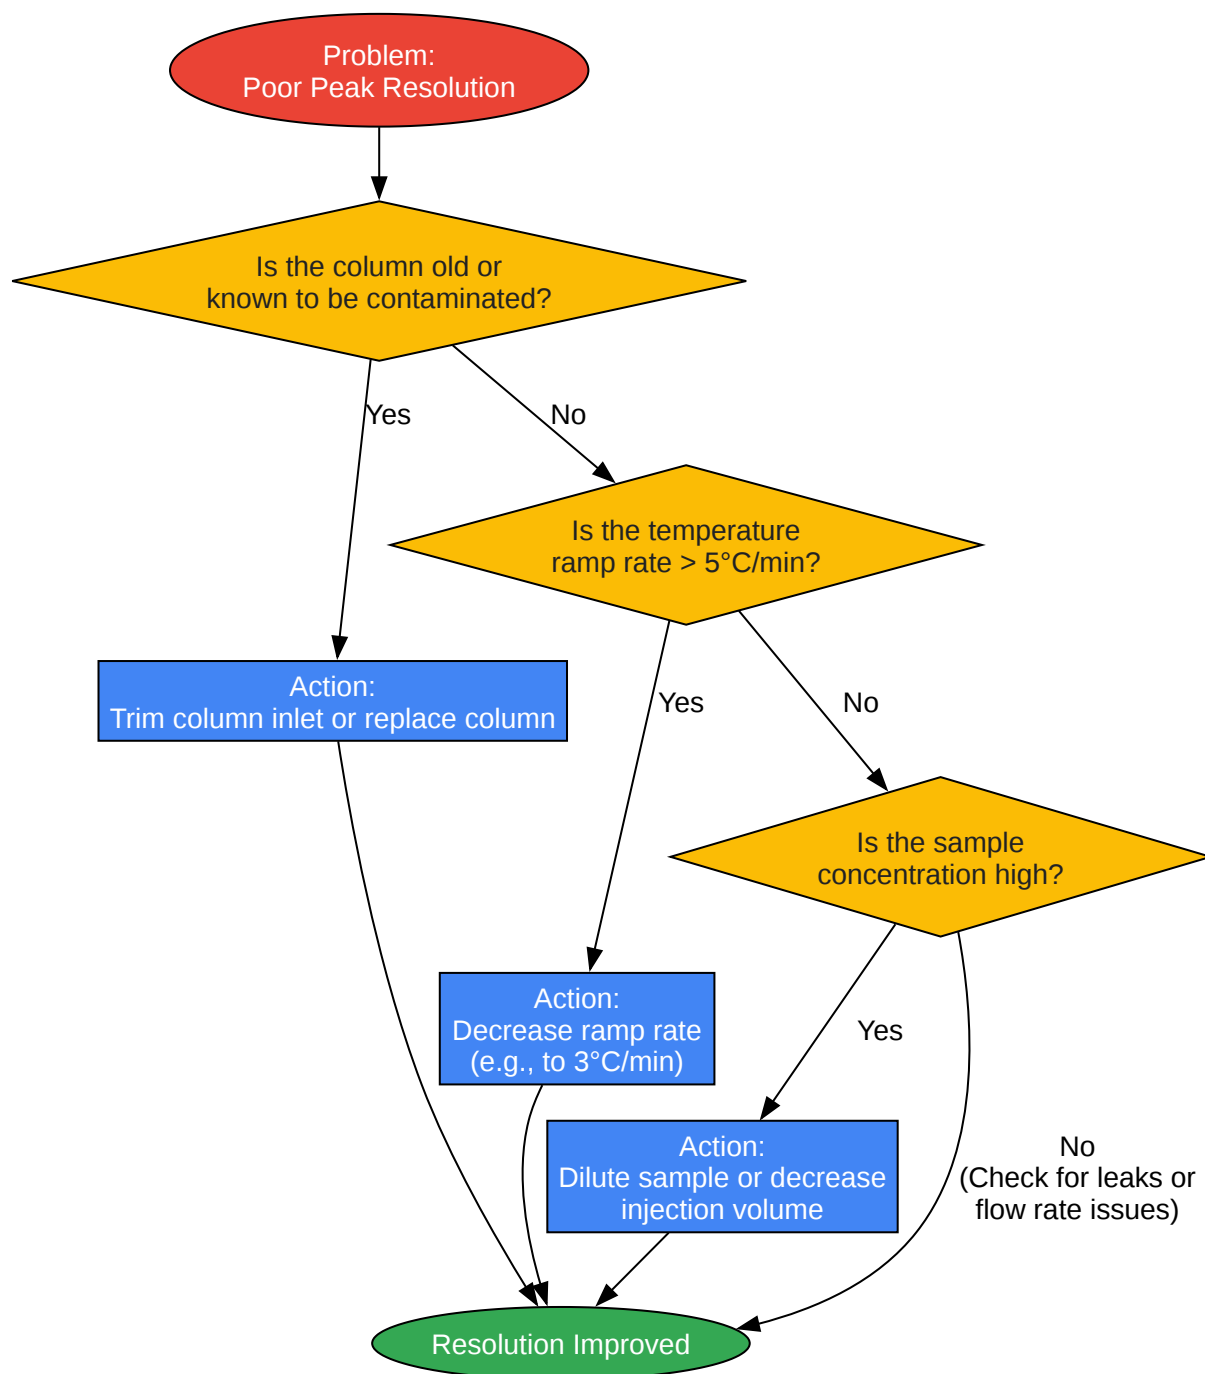 Problem:
Poor Peak Resolution
Is the column old or
known to be contaminated?
Yes
No
Is the temperature
ramp rate > 5°C/min?
Action:
Trim column inlet or replace column
Yes
No
Is the sample
concentration high?
Action:
Decrease ramp rate
(e.g., to 3°C/min)
Yes
Action:
Dilute sample or decrease
injection volume
No
(Check for leaks or
flow rate issues)
Resolution Improved